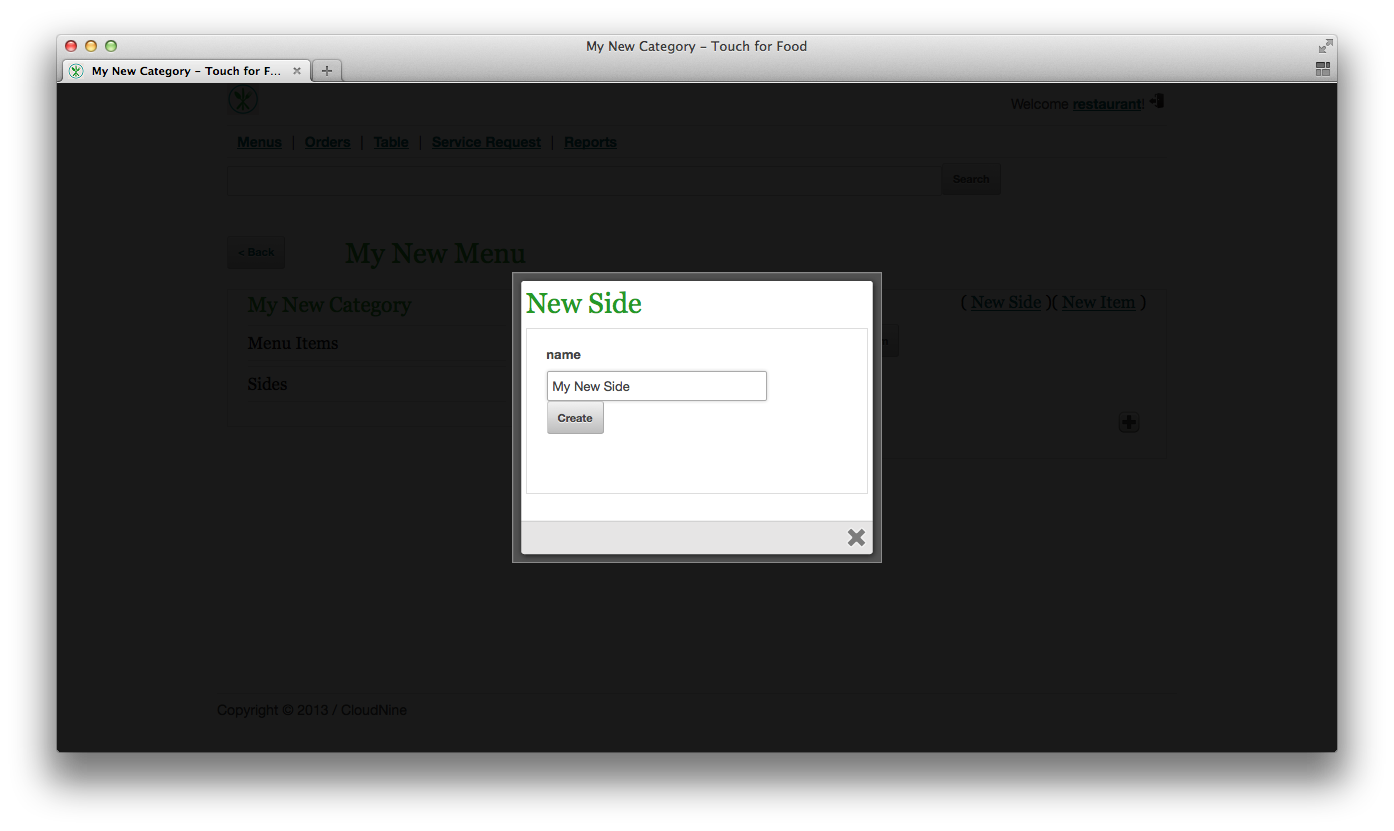 My New Category – Touch for Food
My New Category – Touch for F...
Welcome restaurant!
Menus | Orders | Table | Service Request | Reports
Search
< Back
My New Menu
My New Category
( New Side )( New Item )
Menu Items
Sides
New Side
name
My New Side
Create
Copyright © 2013 / CloudNine